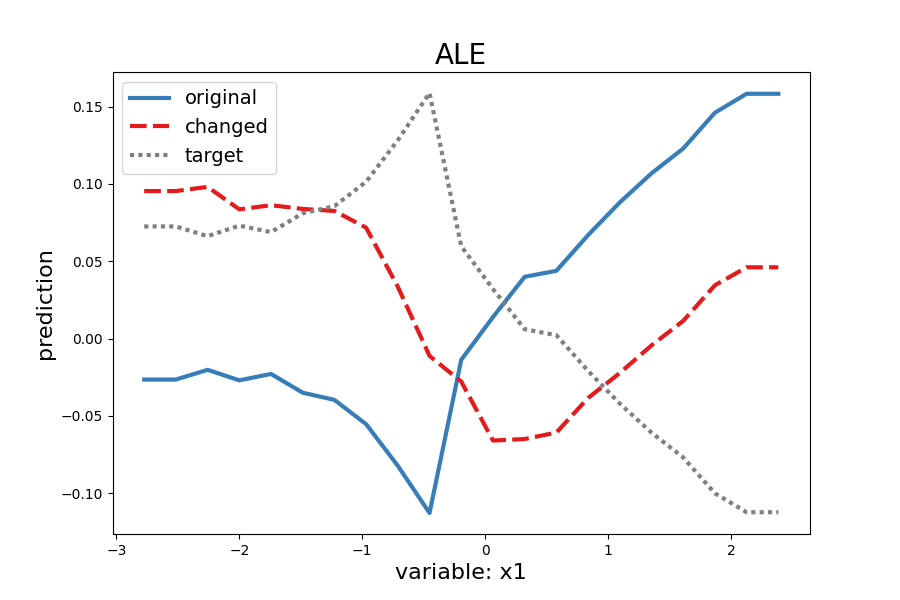 ALE
original
changed
target
prediction
0.15
0.10
0.05
0.00
−0.05
−0.10
−3
−2
−1
0
1
2
variable: x1